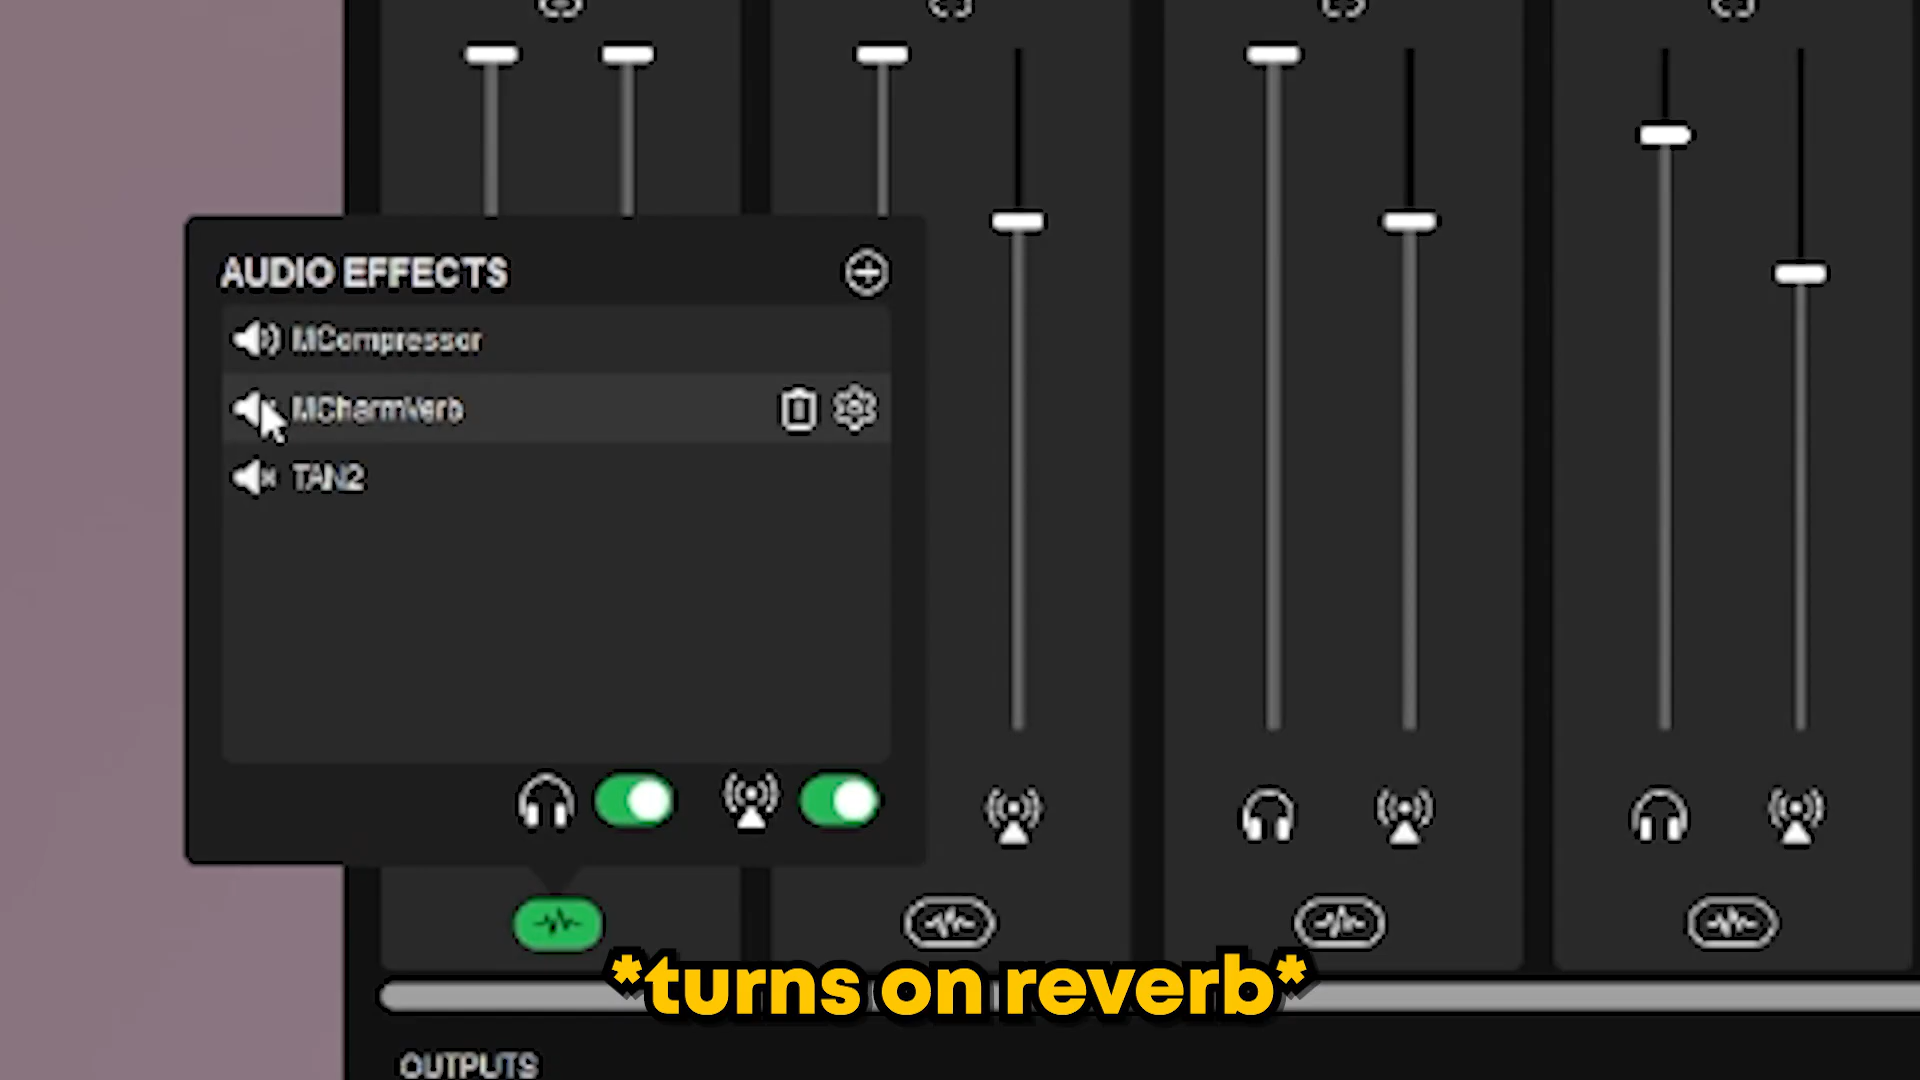 AUDIO EFFECTS
MCompressor
MCharmVerb
TAN2
*turns on reverb*
OUTPUTS